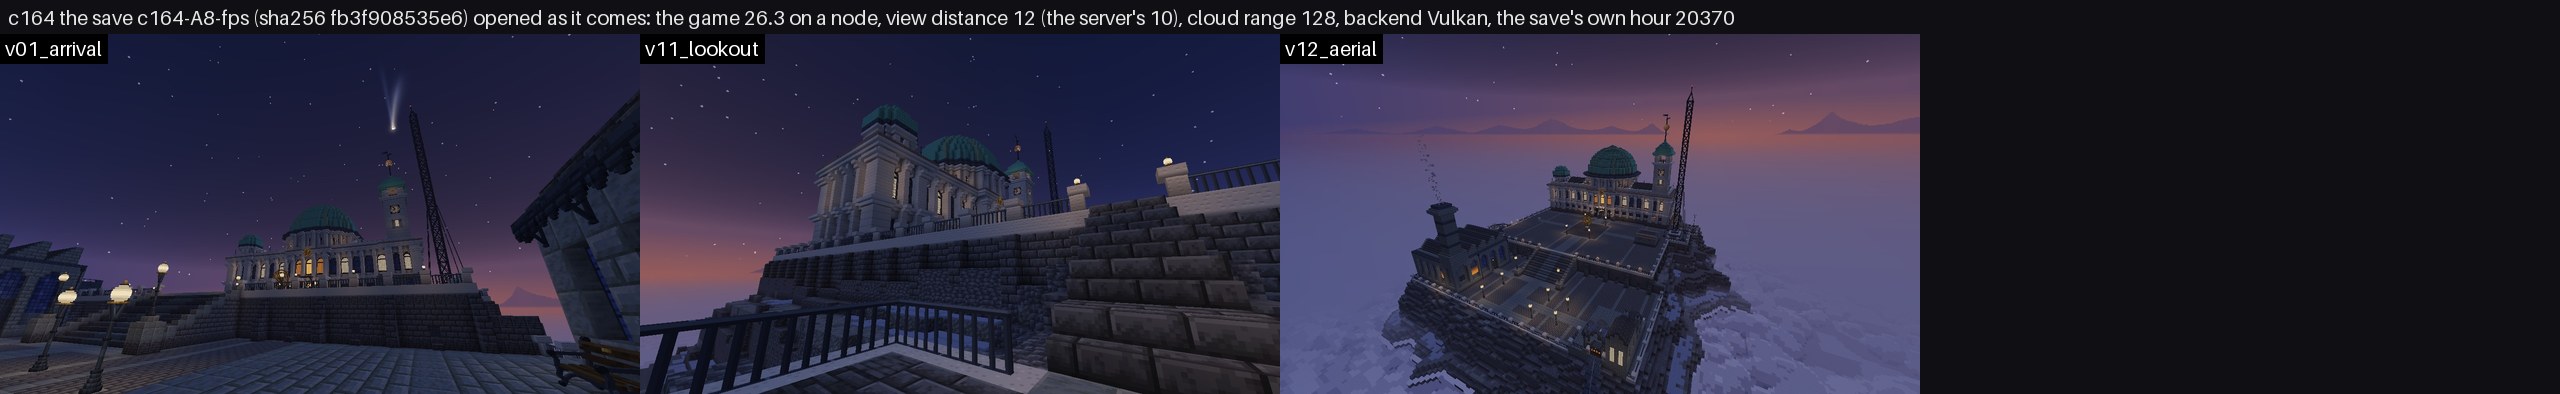 c164 the save c164-A8-fps (sha256 fb3f908535e6) opened as it comes: the game 26.3 on a node, view distance 12 (the server's 10), cloud range 128, backend Vulkan, the save's own hour 20370
v01_arrival
v11_lookout
v12_aerial